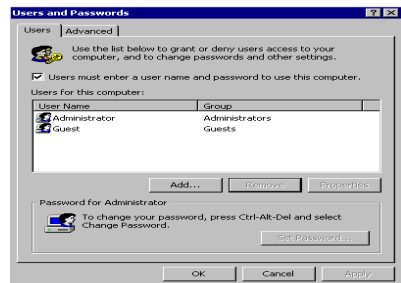 Users and Passwords
Users
Advanced
Use the list below to grant or deny users access to your
computer, and to change passwords and other settings.
Users must enter a user name and password to use this computer.
Users for this computer:
User Name Group
Administrator Administrators
Guest Guests
Add... Remove Properties
Password for Administrator
To change your password, press Ctrl-Alt-Del and select
Change Password.
Set Password...
OK Cancel Apply